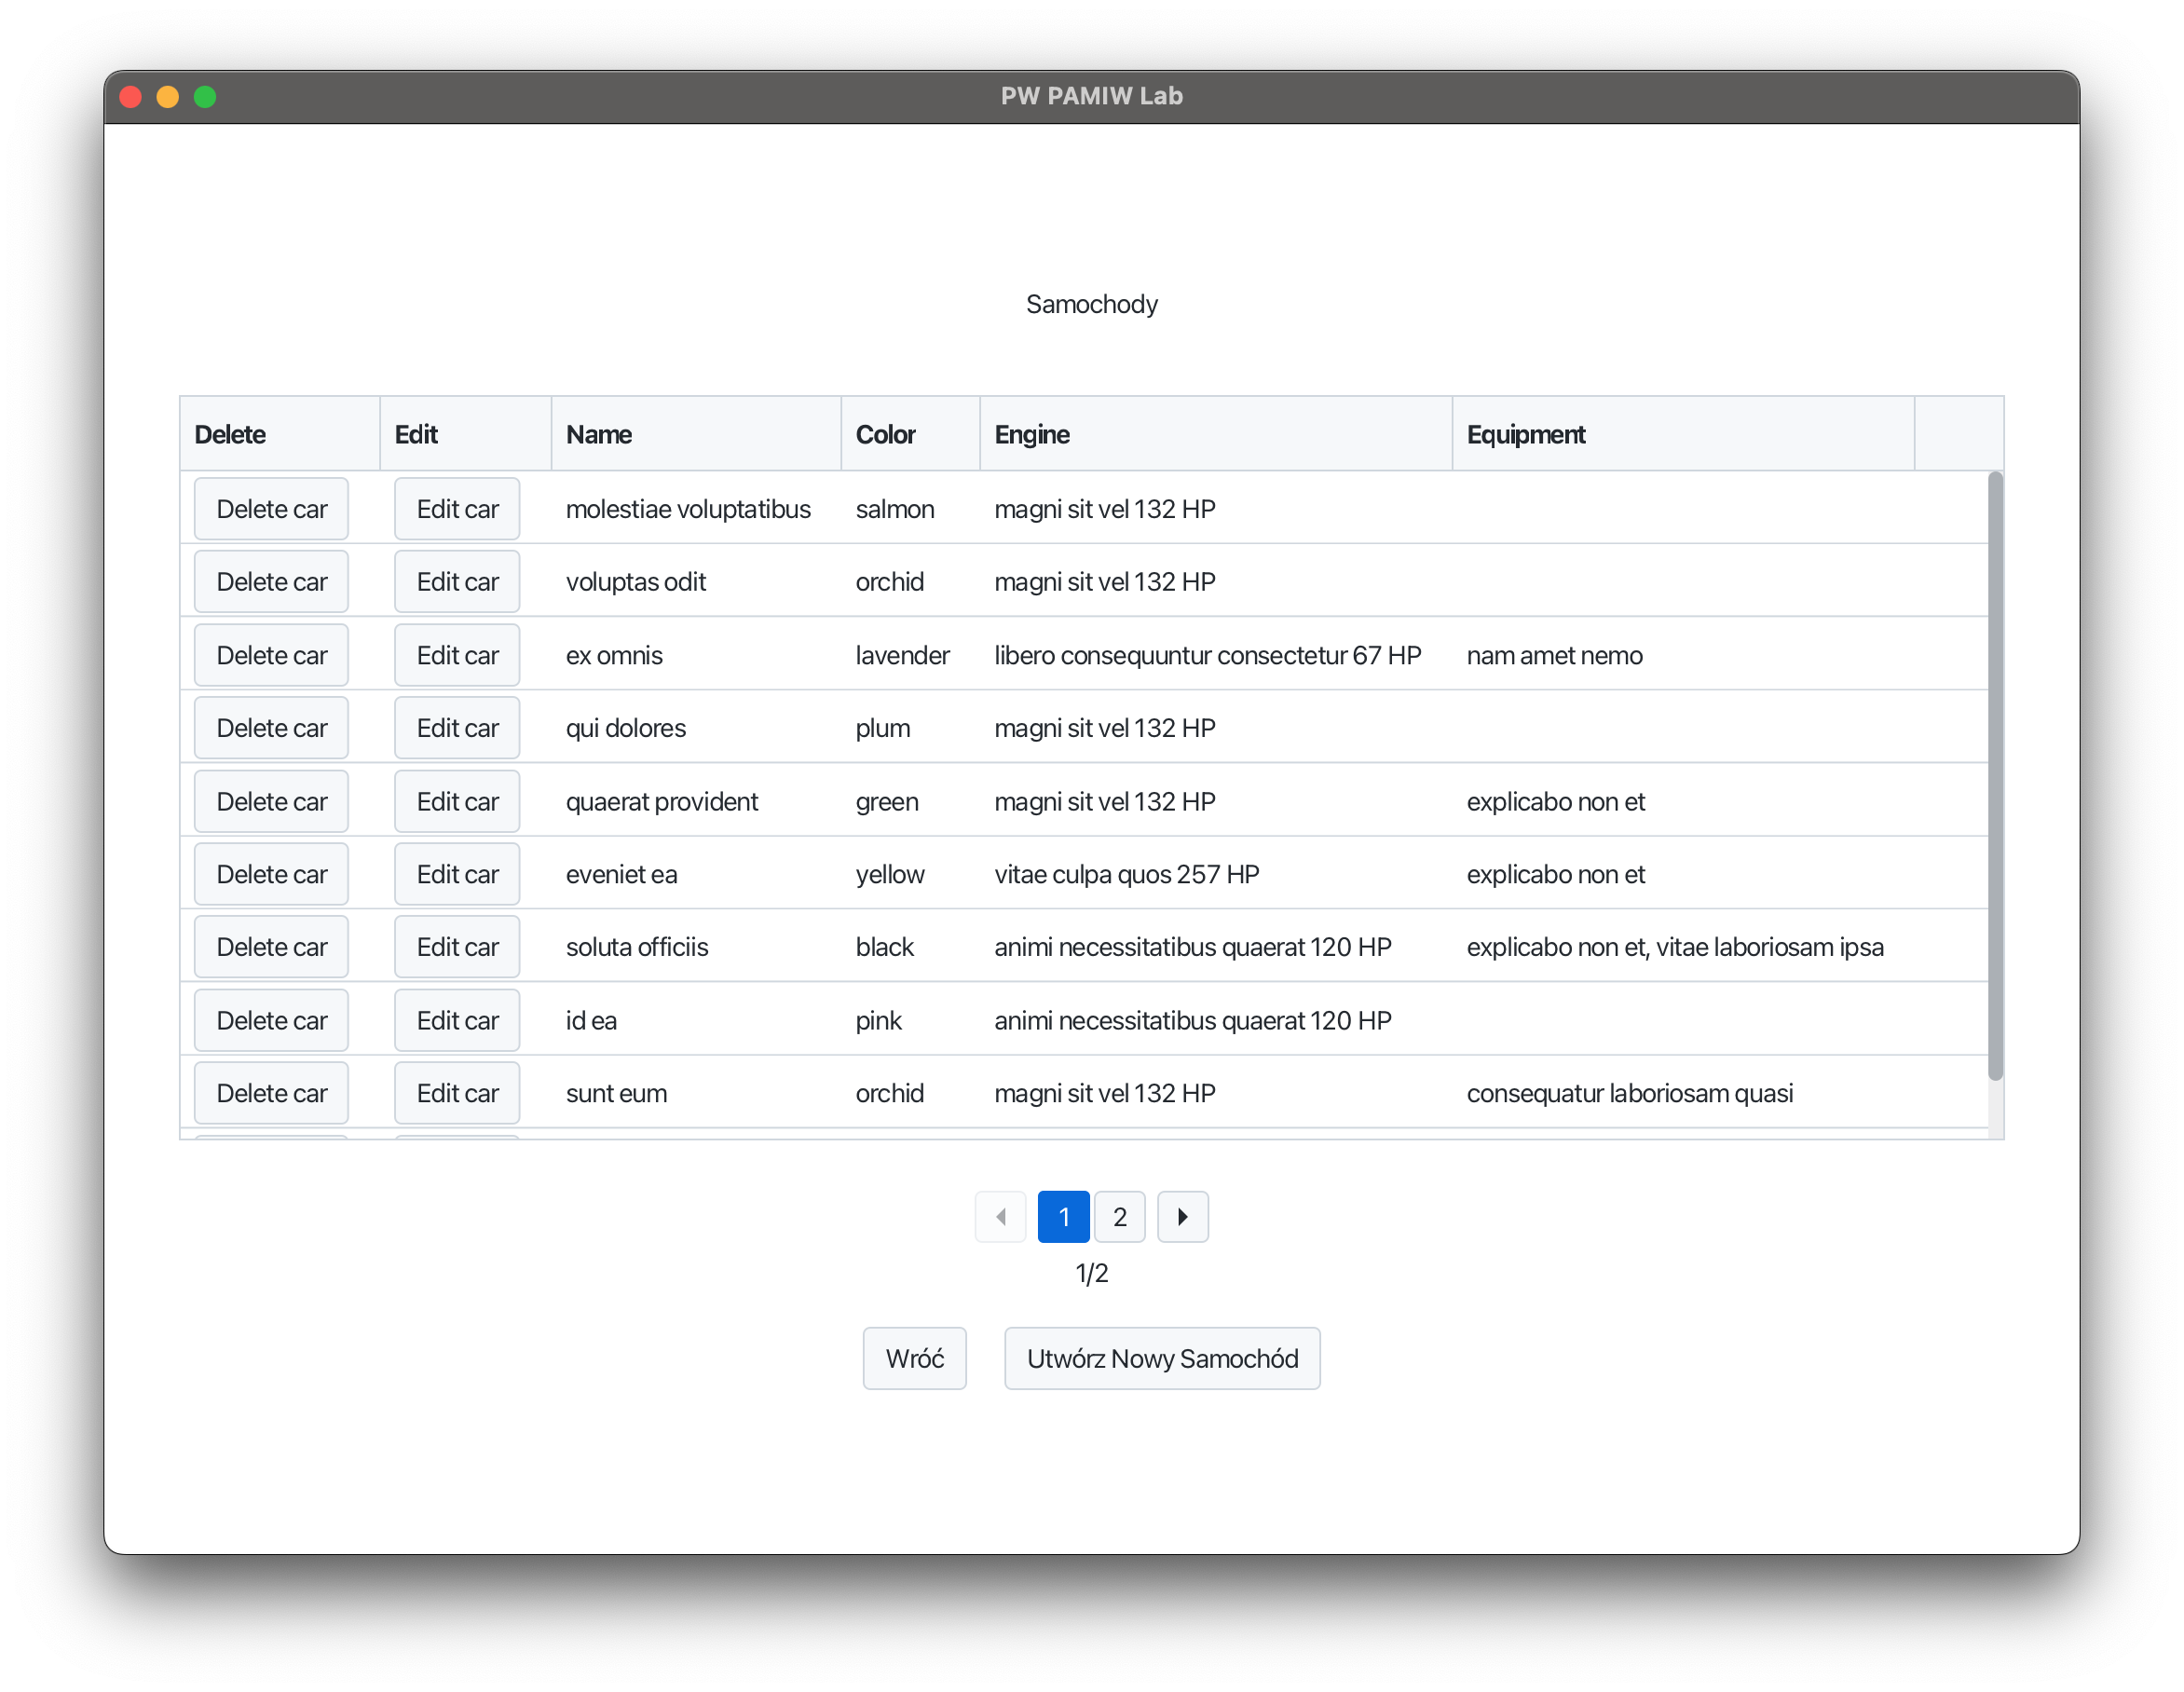 PW PAMIW Lab
Samochody
Delete Edit Name Color Engine Equipment
Delete car Edit car molestiae voluptatibus salmon magni sit vel 132 HP
Delete car Edit car voluptas odit orchid magni sit vel 132 HP
Delete car Edit car ex omnis lavender libero consequuntur consectetur 67 HP nam amet nemo
Delete car Edit car qui dolores plum magni sit vel 132 HP
Delete car Edit car quaerat provident green magni sit vel 132 HP explicabo non et
Delete car Edit car eveniet ea yellow vitae culpa quos 257 HP explicabo non et
Delete car Edit car soluta officiis black animi necessitatibus quaerat 120 HP explicabo non et, vitae laboriosam ipsa
Delete car Edit car id ea pink animi necessitatibus quaerat 120 HP
Delete car Edit car sunt eum orchid magni sit vel 132 HP consequatur laboriosam quasi
1 2
1/2
Wróć Utwórz Nowy Samochód